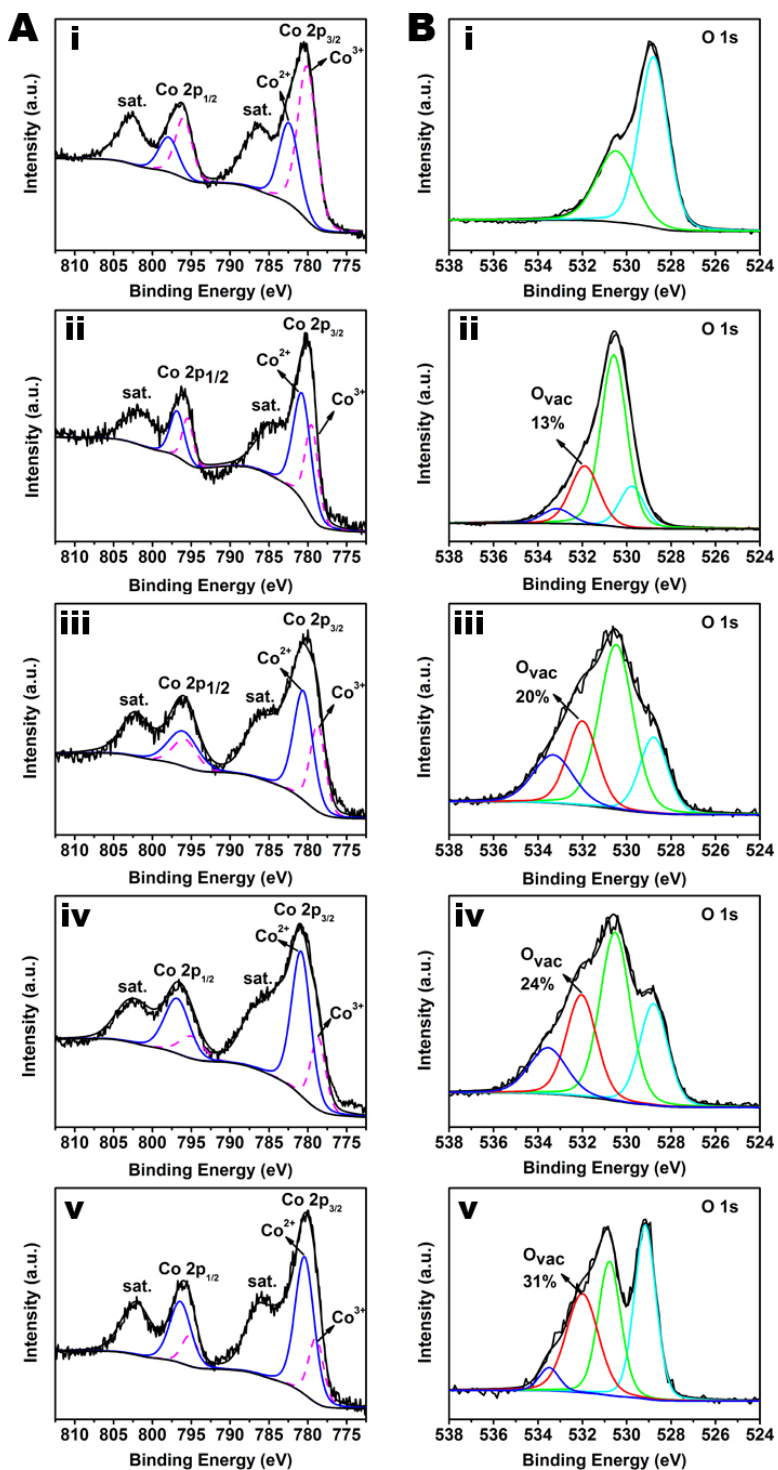 A
B
i
Co 2p3/2
Co3+
Co2+
Co 2p1/2
sat.
sat.
Intensity (a.u.)
810 805 800 795 790 785 780 775
Binding Energy (eV)
i
O 1s
Intensity (a.u.)
538 536 534 532 530 528 526 524
Binding Energy (eV)
ii
Co 2p3/2
Co2+
Co 2p1/2
sat.
sat.
Co3+
Intensity (a.u.)
810 805 800 795 790 785 780 775
Binding Energy (eV)
ii
O 1s
Ovac
13%
Intensity (a.u.)
538 536 534 532 530 528 526 524
Binding Energy (eV)
iii
Co 2p3/2
Co2+
Co 2p1/2
sat.
sat.
Co3+
Intensity (a.u.)
810 805 800 795 790 785 780 775
Binding Energy (eV)
iii
O 1s
Ovac
20%
Intensity (a.u.)
538 536 534 532 530 528 526 524
Binding Energy (eV)
iv
Co 2p3/2
Co2+
Co 2p1/2
sat.
sat.
Co3+
Intensity (a.u.)
810 805 800 795 790 785 780 775
Binding Energy (eV)
iv
O 1s
Ovac
24%
Intensity (a.u.)
538 536 534 532 530 528 526 524
Binding Energy (eV)
v
Co 2p3/2
Co2+
Co 2p1/2
sat.
sat.
Co3+
Intensity (a.u.)
810 805 800 795 790 785 780 775
Binding Energy (eV)
v
O 1s
Ovac
31%
Intensity (a.u.)
538 536 534 532 530 528 526 524
Binding Energy (eV)